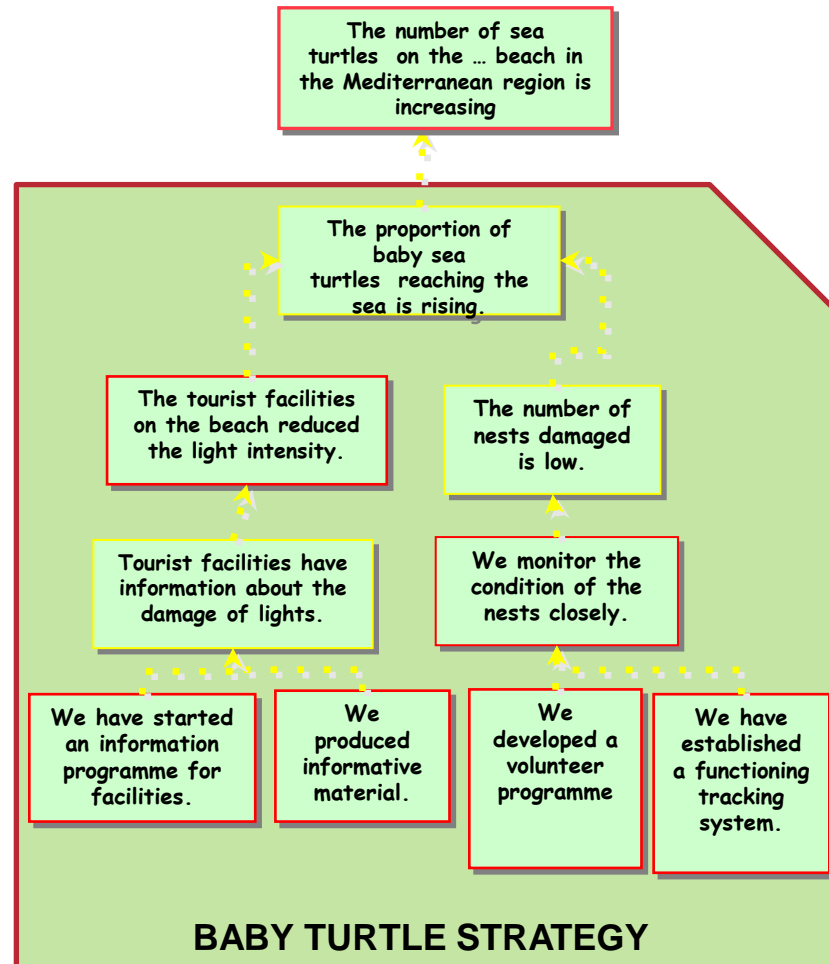 The number of sea
turtles on the … beach in
the Mediterranean region is
increasing
The proportion of
baby sea
turtles reaching the
sea is rising.
The tourist facilities
on the beach reduced
the light intensity.
The number of
nests damaged
is low.
Tourist facilities have
information about the
damage of lights.
We monitor the
condition of the
nests closely.
We have started
an information
programme for
facilities.
We
produced
informative
material.
We
developed a
volunteer
programme
We have
established
a functioning
tracking
system.
BABY TURTLE STRATEGY